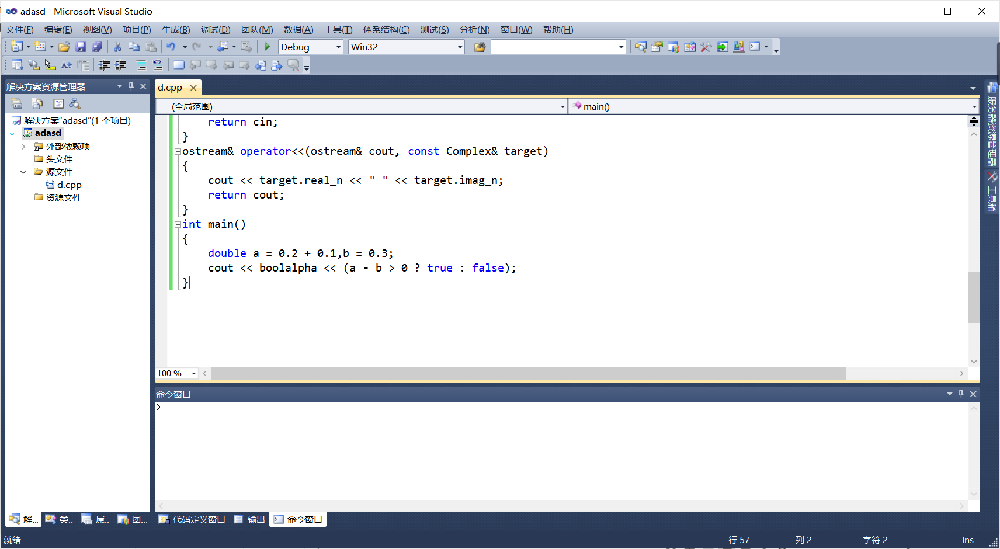 adasd - Microsoft Visual Studio
文件(F) 编辑(E) 视图(V) 项目(P) 生成(B) 调试(D) 团队(M) 数据(A) 工具(T) 体系结构(C) 测试(S) 分析(N) 窗口(W) 帮助(H)
Debug Win32
解决方案资源管理器
解决方案“adasd”(1 个项目)
adasd
外部依赖项
头文件
源文件
d.cpp
资源文件
d.cpp
(全局范围) main()
return cin;
}
ostream& operator<<(ostream& cout, const Complex& target)
{
cout << target.real_n << " " << target.imag_n;
return cout;
}
int main()
{
double a = 0.2 + 0.1,b = 0.3;
cout << boolalpha << (a - b > 0 ? true : false);
}
100 %
命令窗口
>
服务器资源管理器
工具箱
解... 类... 属... 团... 代码定义窗口 输出 命令窗口
就绪 行 57 列 2 字符 2 Ins